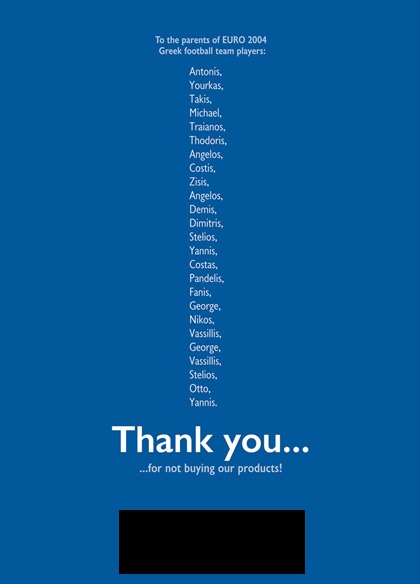 To the parents of EURO 2004
Greek football team players:
Antonis,
Yourkas,
Takis,
Michael,
Traianos,
Thodoris,
Angelos,
Costis,
Zisis,
Angelos,
Demis,
Dimitris,
Stelios,
Yannis,
Costas,
Pandelis,
Fanis,
George,
Nikos,
Vassillis,
George,
Vassillis,
Stelios,
Otto,
Yannis.
Thank you...
...for not buying our products!